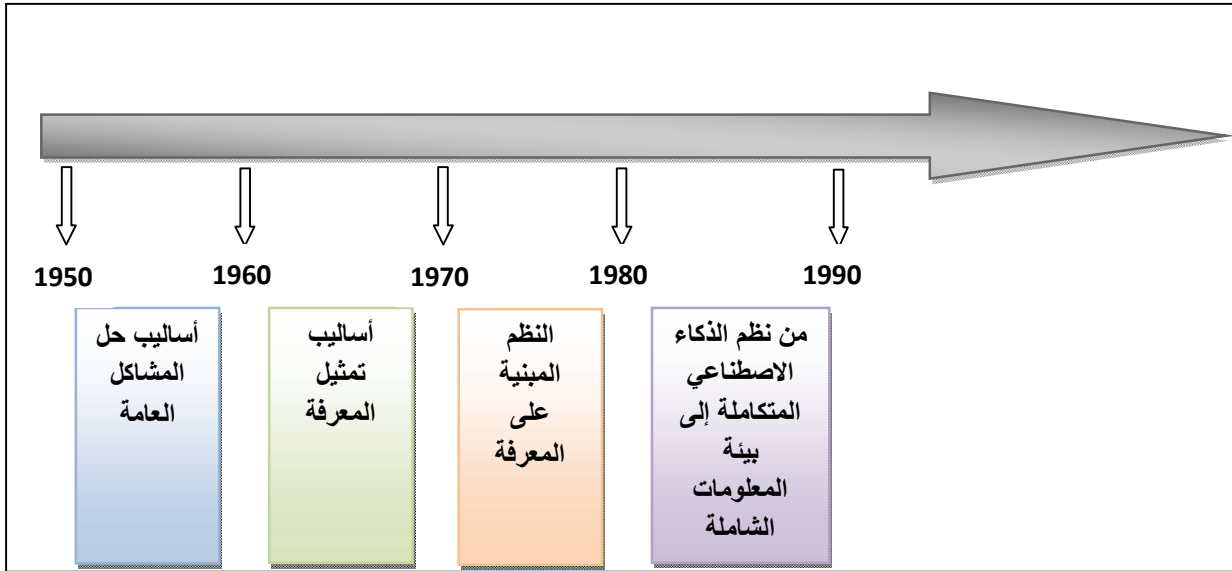 1950
1960
1970
1980
1990
أساليب حل
المشاكل
العامة
أساليب
تمثيل
المعرفة
النظم
المبنية
على
المعرفة
من نظم الذكاء
الاصطناعي
المتكاملة إلى
بيئة
المعلومات
الشاملة